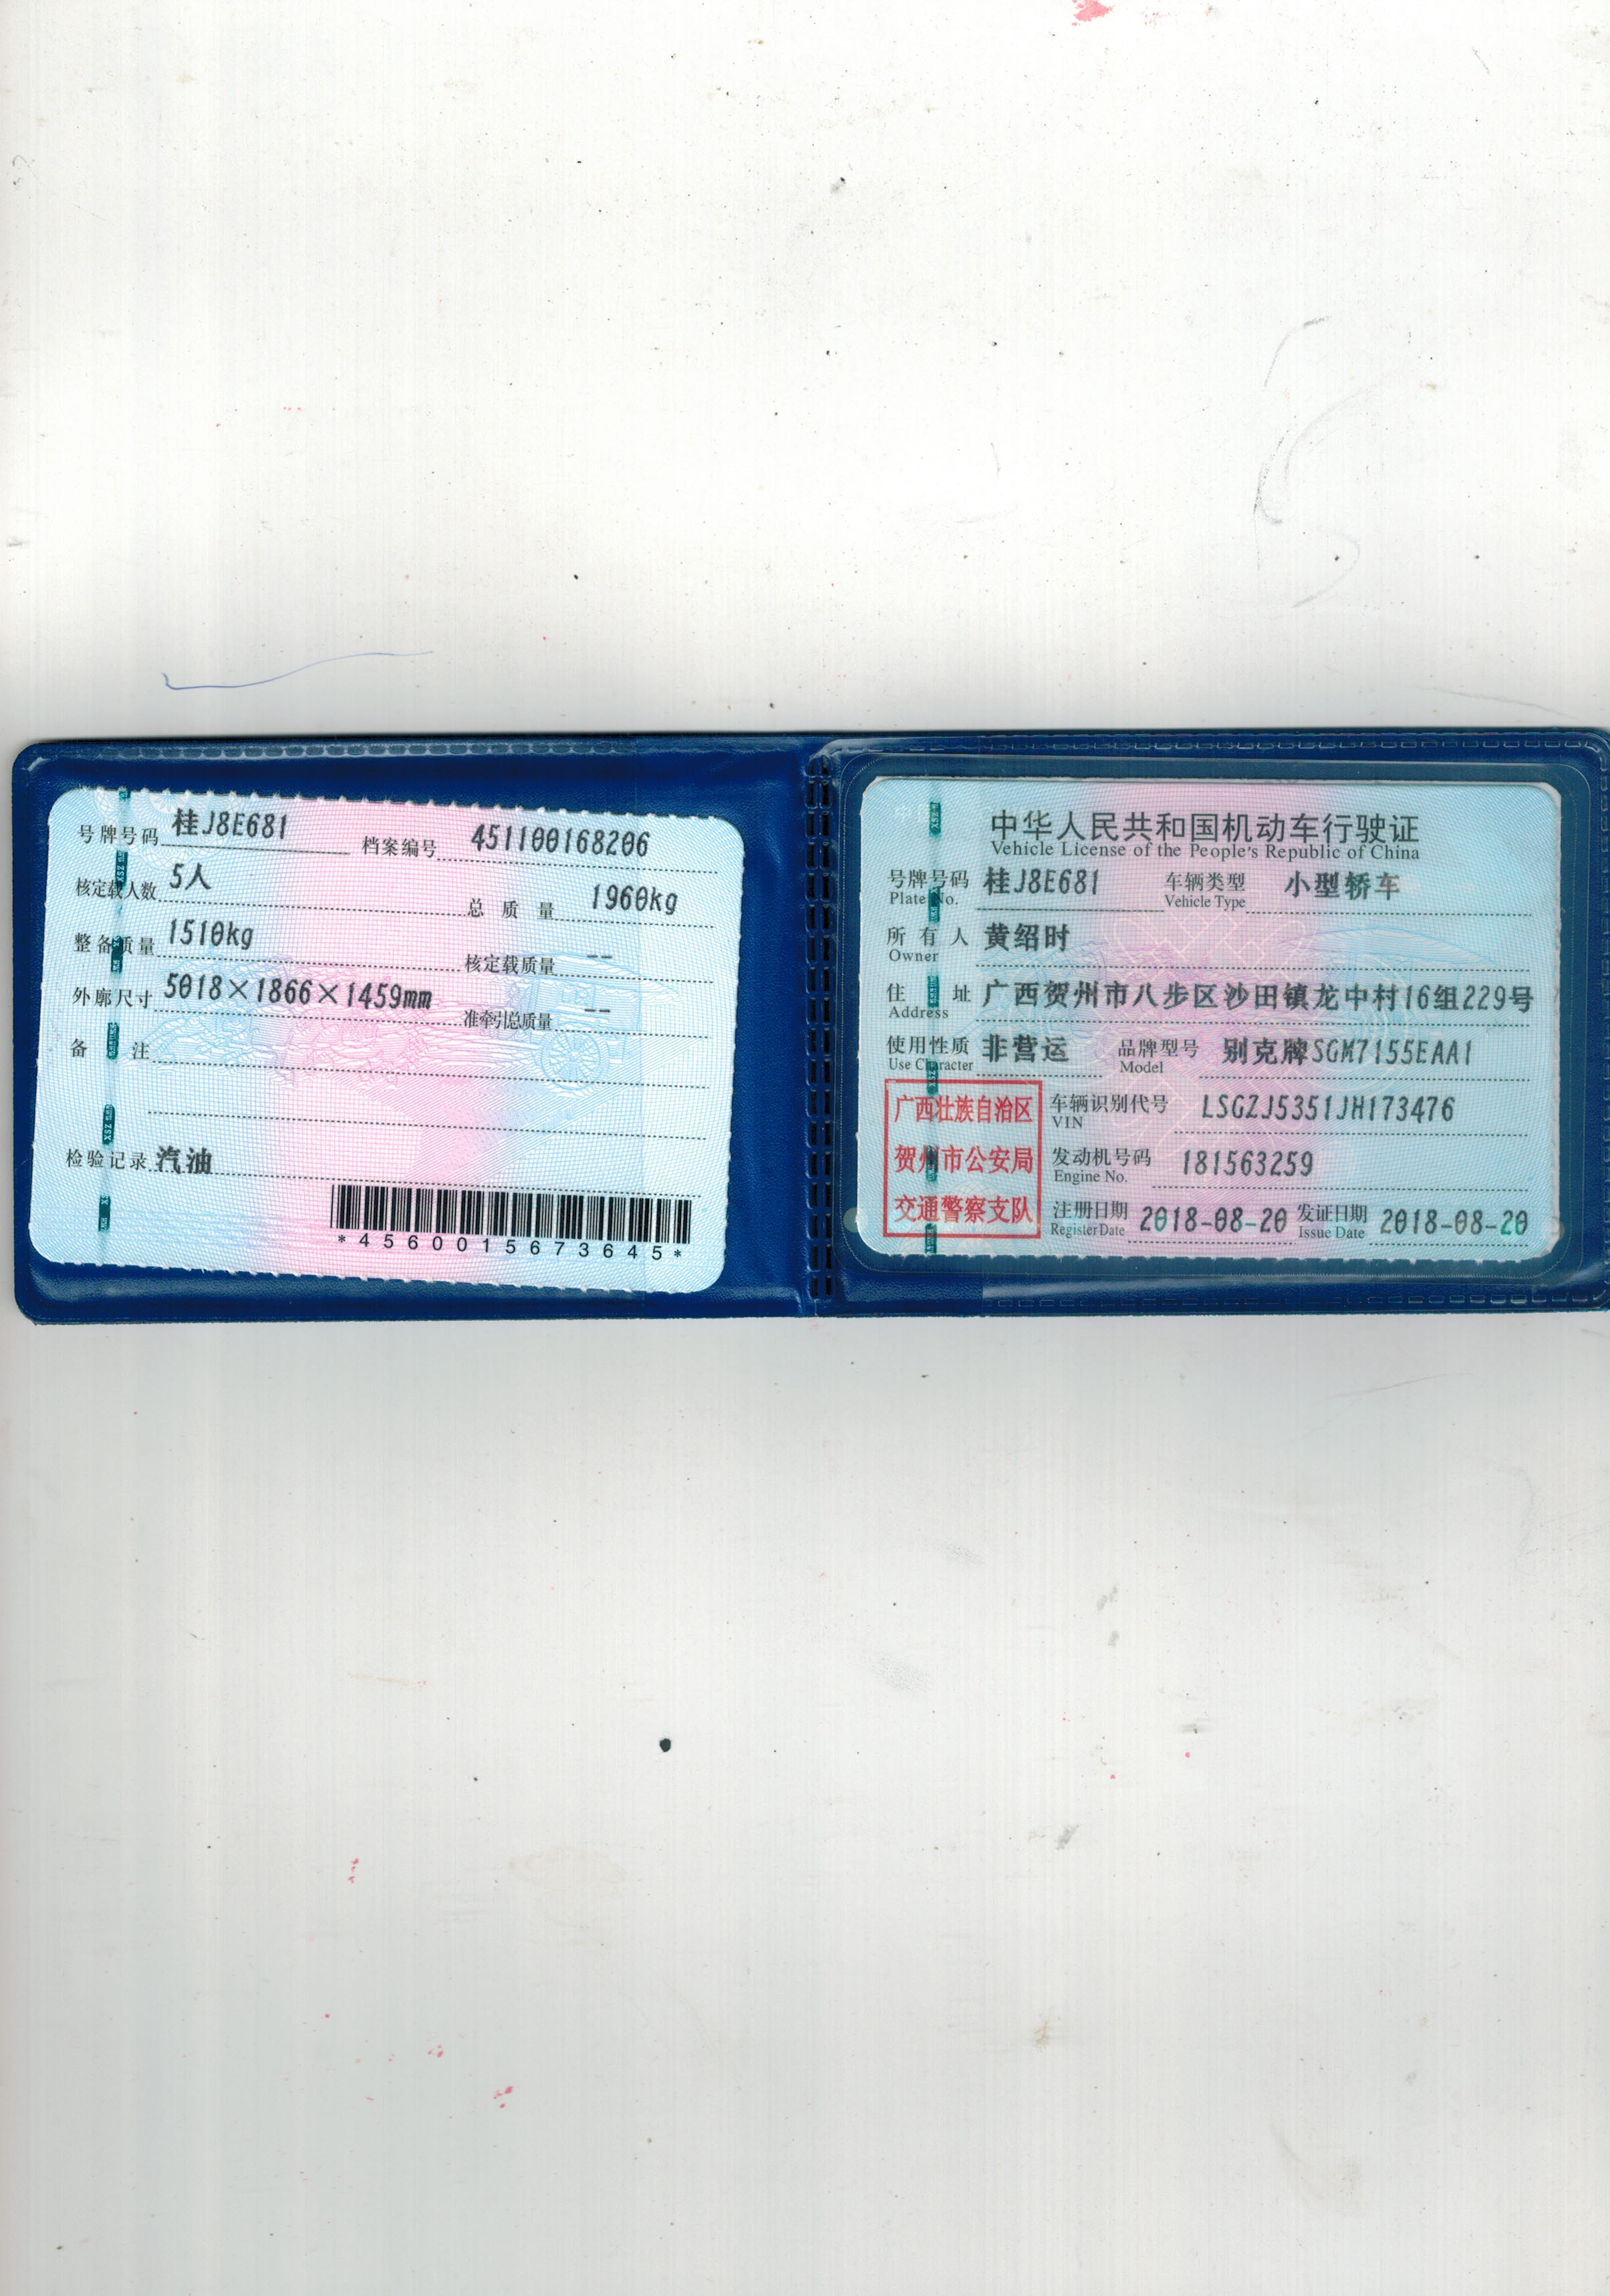 号牌号码 桂J8E681 档案编号 451100168206
核定载人数 5人 总质量 1960kg
整备质量 1510kg 核定载质量 --
外廓尺寸 5018×1866×1459mm 准牵引总质量 --
备注
检验记录 汽油
*4560015673645*
中华人民共和国机动车行驶证
Vehicle License of the People's Republic of China
号牌号码 桂J8E681 车辆类型 小型轿车
Plate No. Vehicle Type
所有人 黄绍时
Owner
住址 广西贺州市八步区沙田镇龙中村16组229号
Address
使用性质 非营运 品牌型号 别克牌SGM7155EAA1
Use Character Model
广西壮族自治区
贺州市公安局
交通警察支队
车辆识别代号 LSGZJ5351JH173476
VIN
发动机号码 181563259
Engine No.
注册日期 2018-08-20 发证日期 2018-08-20
Register Date Issue Date